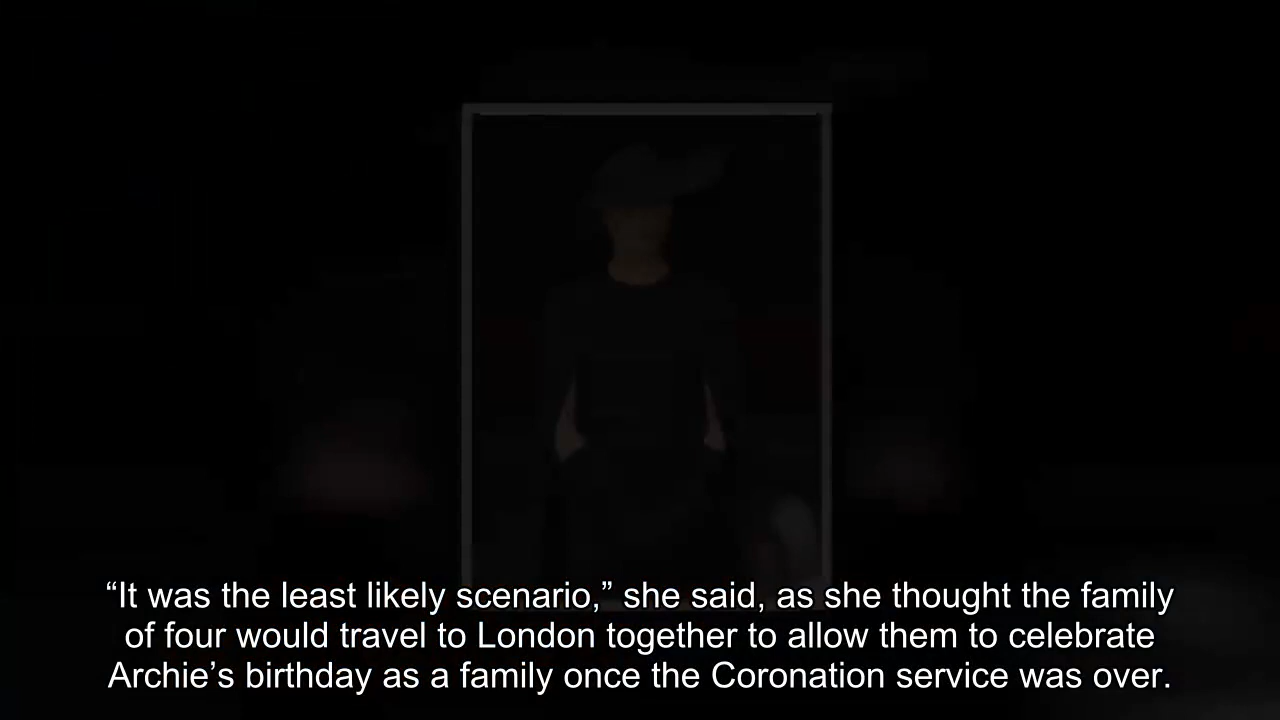 “It was the least likely scenario,” she said, as she thought the family
of four would travel to London together to allow them to celebrate
Archie’s birthday as a family once the Coronation service was over.